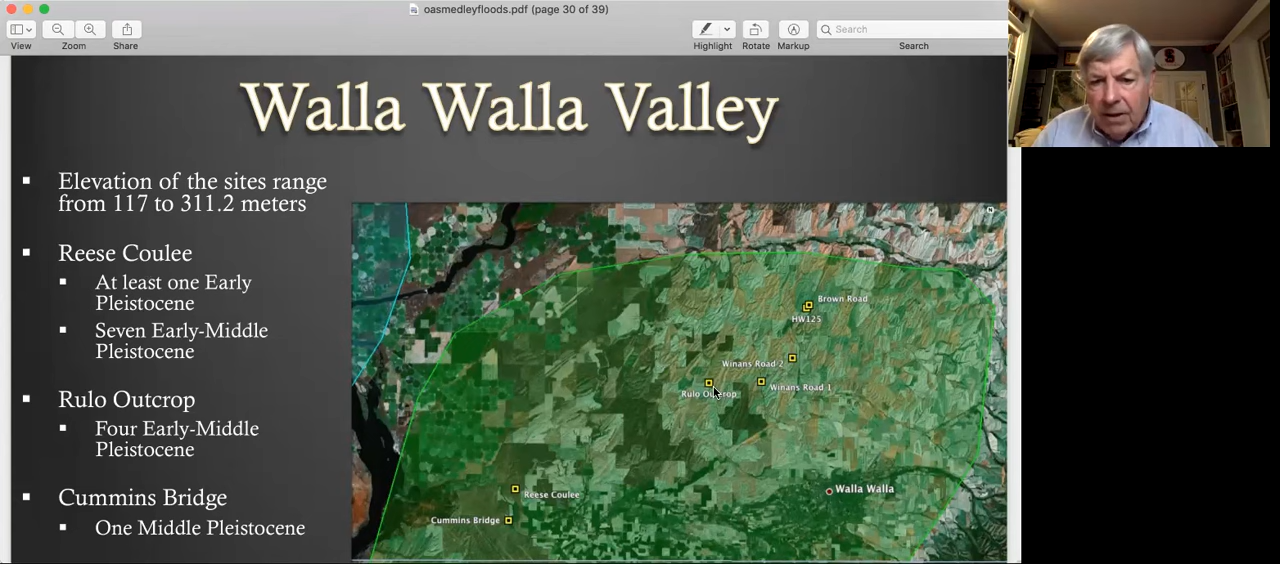 oasmedleyfloods.pdf (page 30 of 39)
View
Zoom
Share
Highlight
Rotate
Markup
Search
Search
Walla Walla Valley
Elevation of the sites range
from 117 to 311.2 meters
Reese Coulee
At least one Early
Pleistocene
Seven Early-Middle
Pleistocene
Rulo Outcrop
Four Early-Middle
Pleistocene
Cummins Bridge
One Middle Pleistocene
Brown Road
HW125
Winans Road 2
Winans Road 1
Rulo Outcrop
Reese Coulee
Walla Walla
Cummins Bridge